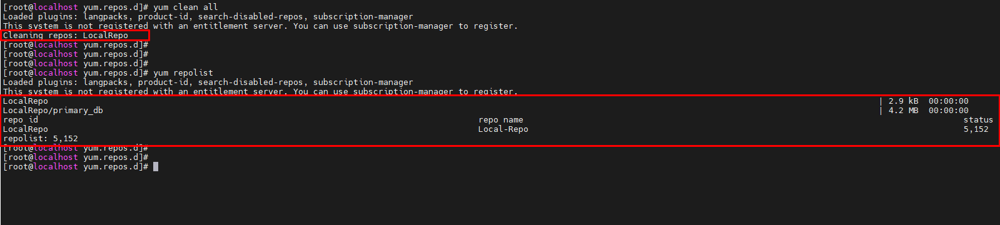 [root@localhost yum.repos.d]# yum clean all
Loaded plugins: langpacks, product-id, search-disabled-repos, subscription-manager
This system is not registered with an entitlement server. You can use subscription-manager to register.
Cleaning repos: LocalRepo
[root@localhost yum.repos.d]#
[root@localhost yum.repos.d]#
[root@localhost yum.repos.d]#
[root@localhost yum.repos.d]# yum repolist
Loaded plugins: langpacks, product-id, search-disabled-repos, subscription-manager
This system is not registered with an entitlement server. You can use subscription-manager to register.
LocalRepo | 2.9 kB 00:00:00
LocalRepo/primary_db | 4.2 MB 00:00:00
repo id repo name status
LocalRepo Local-Repo 5,152
repolist: 5,152
[root@localhost yum.repos.d]#
[root@localhost yum.repos.d]#
[root@localhost yum.repos.d]#